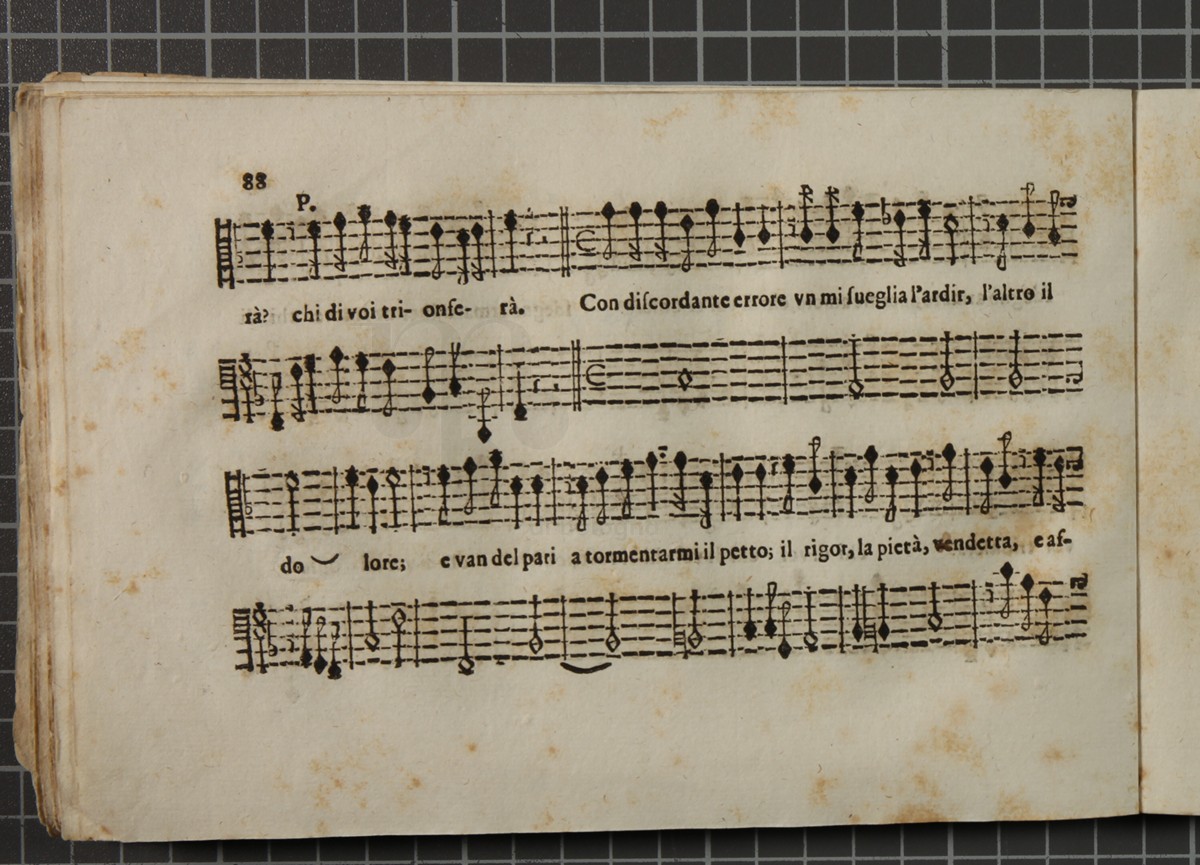 88
P.
rà? chi di voi tri- onfe- rà. Con diſcordante errore vn mi ſueglia l'ardir, l'altro il
do lore; e van del pari a tormentarmi il petto; il rigor, la pietà, vendetta, e af-